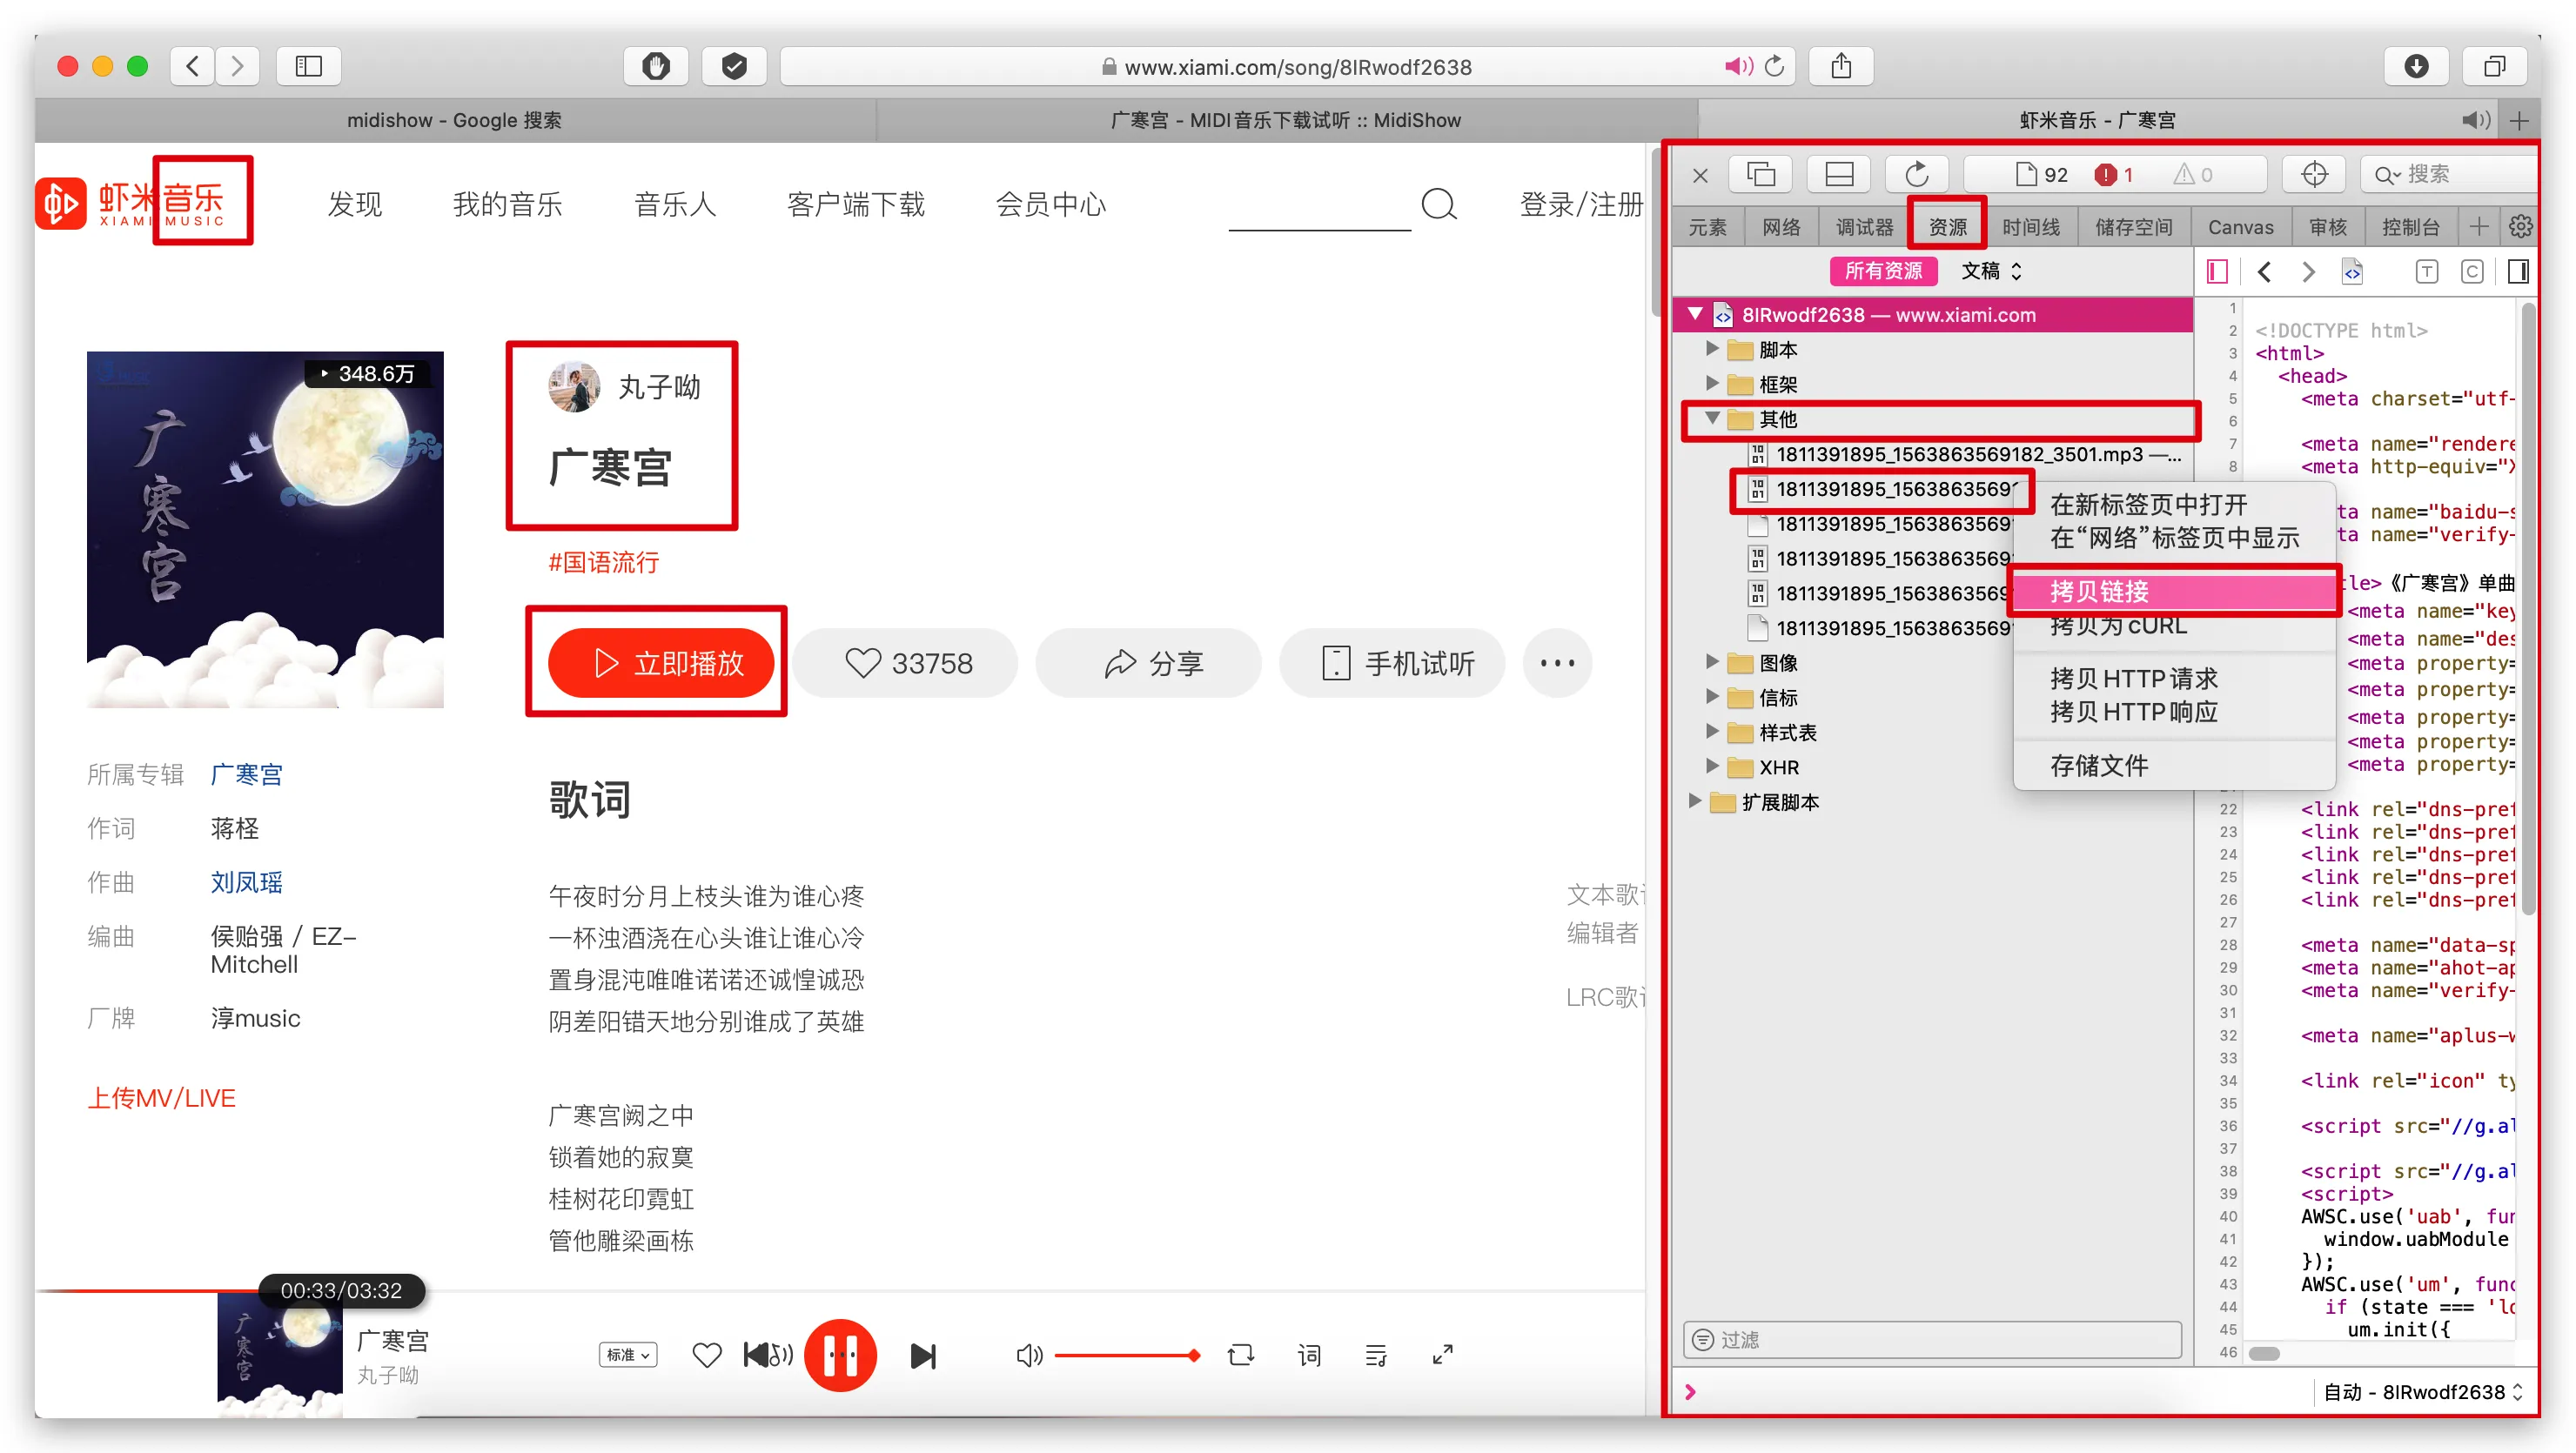 www.xiami.com/song/8IRwodf2638
midishow - Google 搜索
广寒宫 - MIDI音乐下载试听 :: MidiShow
虾米音乐 - 广寒宫
虾米音乐
XIAMI MUSIC
发现
我的音乐
音乐人
客户端下载
会员中心
登录/注册
348.6万
广寒宫
丸子呦
广寒宫
#国语流行
立即播放
33758
分享
手机试听
所属专辑 广寒宫
作词 蒋柽
作曲 刘凤瑶
编曲 侯贻强 / EZ-
Mitchell
厂牌 淳music
上传MV/LIVE
歌词
午夜时分月上枝头谁为谁心疼
一杯浊酒浇在心头谁让谁心冷
置身混沌唯唯诺诺还诚惶诚恐
阴差阳错天地分别谁成了英雄
广寒宫阙之中
锁着她的寂寞
桂树花印霓虹
管他雕梁画栋
文本歌
编辑者
LRC歌
00:33/03:32
广寒宫
广寒宫
丸子呦
标准
词
92
1
0
搜索
元素
网络
调试器
资源
时间线
储存空间
Canvas
审核
控制台
所有资源
文稿
8IRwodf2638 — www.xiami.com
脚本
框架
其他
1811391895_1563863569182_3501.mp3 —...
1811391895_15638635691
1811391895_15638635691
1811391895_15638635691
1811391895_15638635691
1811391895_15638635691
图像
信标
样式表
XHR
扩展脚本
在新标签页中打开
在“网络”标签页中显示
拷贝链接
拷贝为 cURL
拷贝 HTTP 请求
拷贝 HTTP 响应
存储文件
过滤
自动 - 8IRwodf2638
T
C
1
2 <!DOCTYPE html>
3 <html>
4 <head>
5 <meta charset="utf-
6
7 <meta name="rendere
8 <meta http-equiv="X
ta name="baidu-s
ta name="verify-
tle>《广寒宫》单曲
<meta name="key
<meta name="des
<meta property=
<meta property=
<meta property=
<meta property=
<meta property=
22 <link rel="dns-pref
23 <link rel="dns-pref
24 <link rel="dns-pref
25 <link rel="dns-pref
26 <link rel="dns-pref
27
28 <meta name="data-sp
29 <meta name="ahot-ap
30 <meta name="verify-
31
32 <meta name="aplus-w
33
34 <link rel="icon" ty
35
36 <script src="//g.al
37
38 <script src="//g.al
39 <script>
40 AWSC.use('uab', fun
41 window.uabModule
42 });
43 AWSC.use('um', func
44 if (state === 'lo
45 um.init({
46